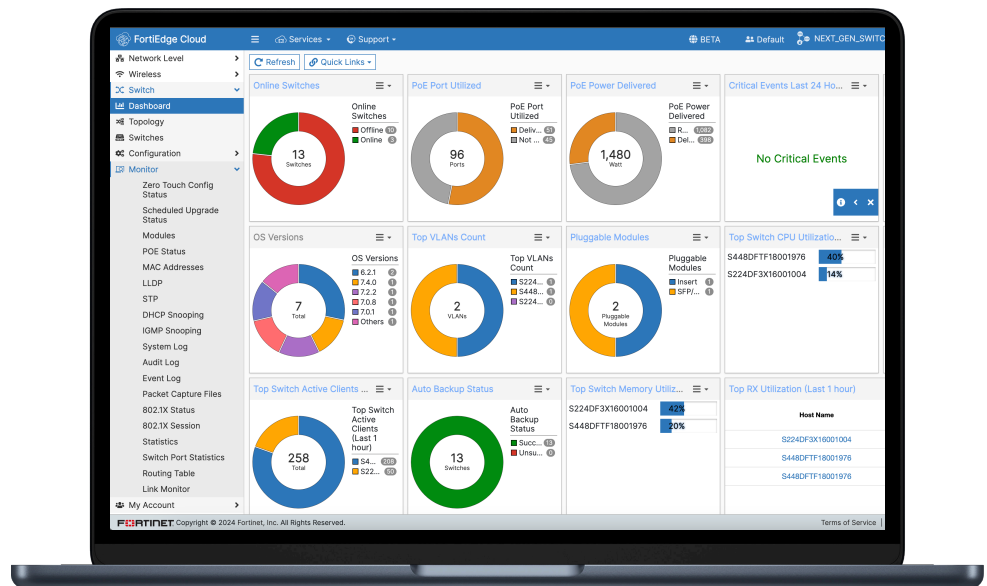 FortiEdge Cloud
Services
Support
BETA
Default
NEXT_GEN_SWITC
Network Level
Wireless
Switch
Dashboard
Topology
Switches
Configuration
Monitor
Zero Touch Config
Status
Scheduled Upgrade
Status
Modules
POE Status
MAC Addresses
LLDP
STP
DHCP Snooping
IGMP Snooping
System Log
Audit Log
Event Log
Packet Capture Files
802.1X Status
802.1X Session
Statistics
Switch Port Statistics
Routing Table
Link Monitor
My Account
Refresh
Quick Links
Online Switches
13
Switches
Online
Switches
Offline 10
Online 3
PoE Port Utilized
96
Ports
PoE Port
Utilized
Deliv... 51
Not ... 45
PoE Power Delivered
1,480
Watt
PoE Power
Delivered
R... 1,082
Del... 398
Critical Events Last 24 Ho...
No Critical Events
OS Versions
7
Total
OS Versions
6.2.1 2
7.4.0 1
7.2.2 1
7.0.8 1
7.0.1 1
Others 1
Top VLANs Count
2
VLANs
Top VLANs
Count
S224... 1
S448... 1
S224... 0
Pluggable Modules
2
Pluggable
Modules
Pluggable
Modules
Insert 1
SFP/... 1
Top Switch CPU Utilizatio...
S448DFTF18001976 40%
S224DF3X16001004 14%
Top Switch Active Clients ...
258
Total
Top Switch
Active
Clients
(Last 1
hour)
S4... 208
S22... 50
Auto Backup Status
13
Switches
Auto
Backup
Status
Succ... 13
Unsu... 0
Top Switch Memory Utiliz...
S224DF3X16001004 42%
S448DFTF18001976 20%
Top RX Utilization (Last 1 hour)
Host Name
S224DF3X16001004
S448DFTF18001976
S448DFTF18001976
FORTINET Copyright © 2024 Fortinet, Inc. All Rights Reserved.
Terms of Service |